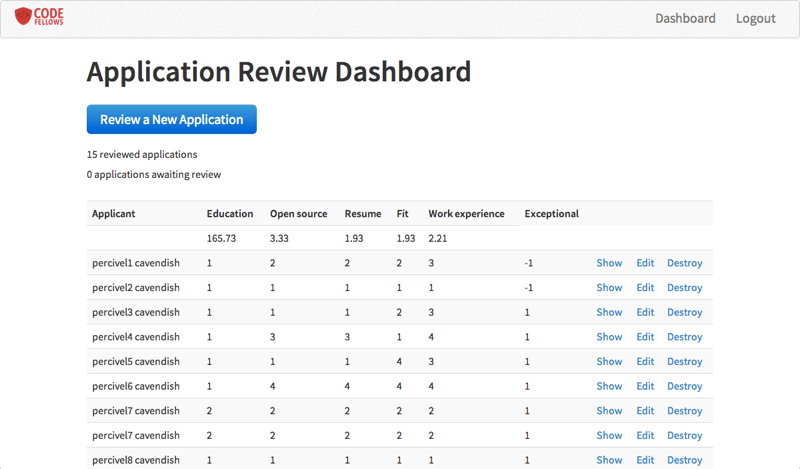 CODE
FELLOWS
Dashboard Logout
Application Review Dashboard
Review a New Application
15 reviewed applications
0 applications awaiting review
Applicant Education Open source Resume Fit Work experience Exceptional
165.73 3.33 1.93 1.93 2.21
percivel1 cavendish 1 2 2 2 3 -1 Show Edit Destroy
percivel2 cavendish 1 1 1 1 1 -1 Show Edit Destroy
percivel3 cavendish 1 1 1 2 3 1 Show Edit Destroy
percivel4 cavendish 1 3 3 1 4 1 Show Edit Destroy
percivel5 cavendish 1 1 1 4 3 1 Show Edit Destroy
percivel6 cavendish 1 4 4 4 4 1 Show Edit Destroy
percivel7 cavendish 2 2 2 2 2 1 Show Edit Destroy
percivel7 cavendish 2 2 2 2 2 1 Show Edit Destroy
percivel8 cavendish 1 1 1 1 1 1 Show Edit Destroy